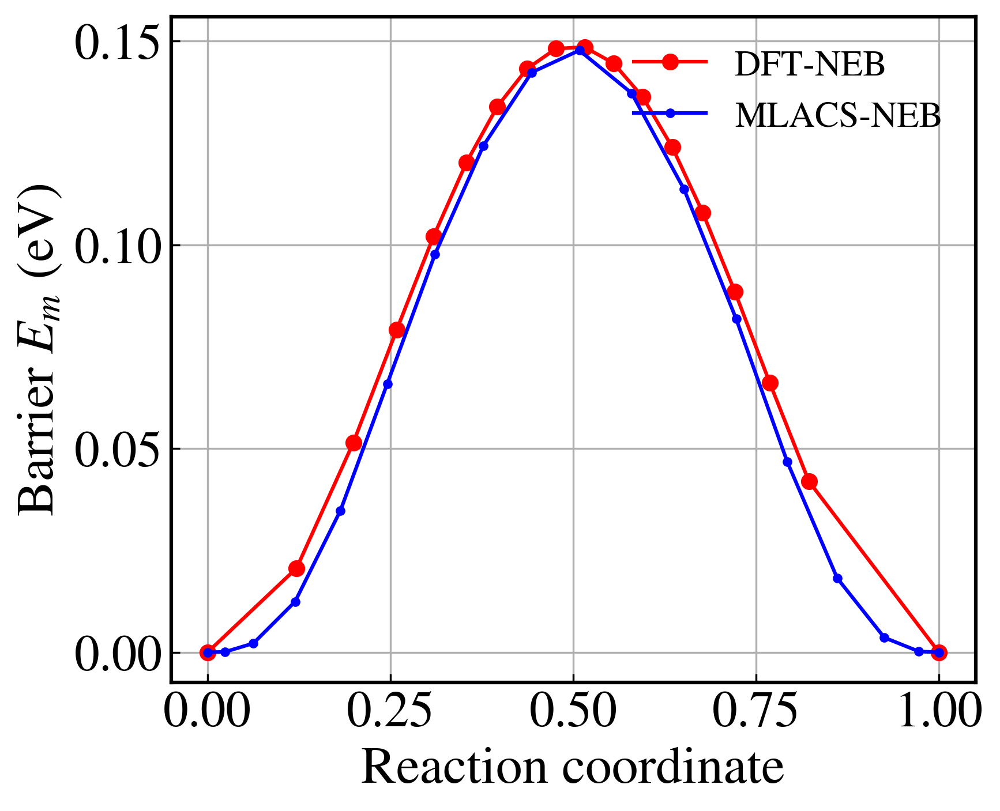 0.15
0.10
0.05
0.00
Barrier E_m (eV)
DFT-NEB
MLACS-NEB
0.00 0.25 0.50 0.75 1.00
Reaction coordinate